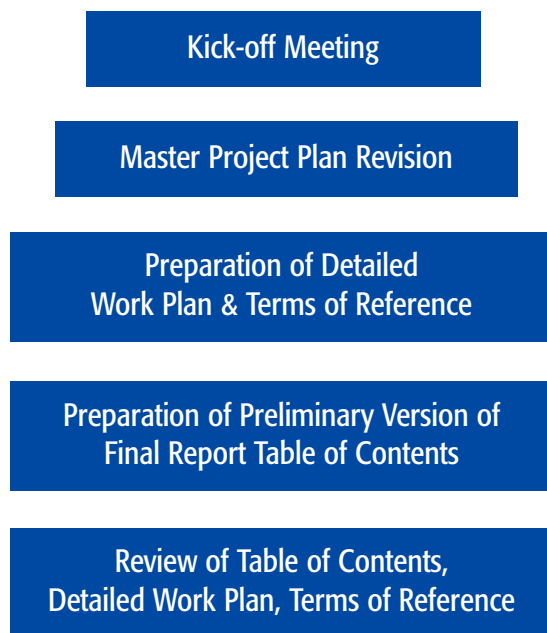 Kick-off Meeting
Master Project Plan Revision
Preparation of Detailed
Work Plan & Terms of Reference
Preparation of Preliminary Version of
Final Report Table of Contents
Review of Table of Contents,
Detailed Work Plan, Terms of Reference